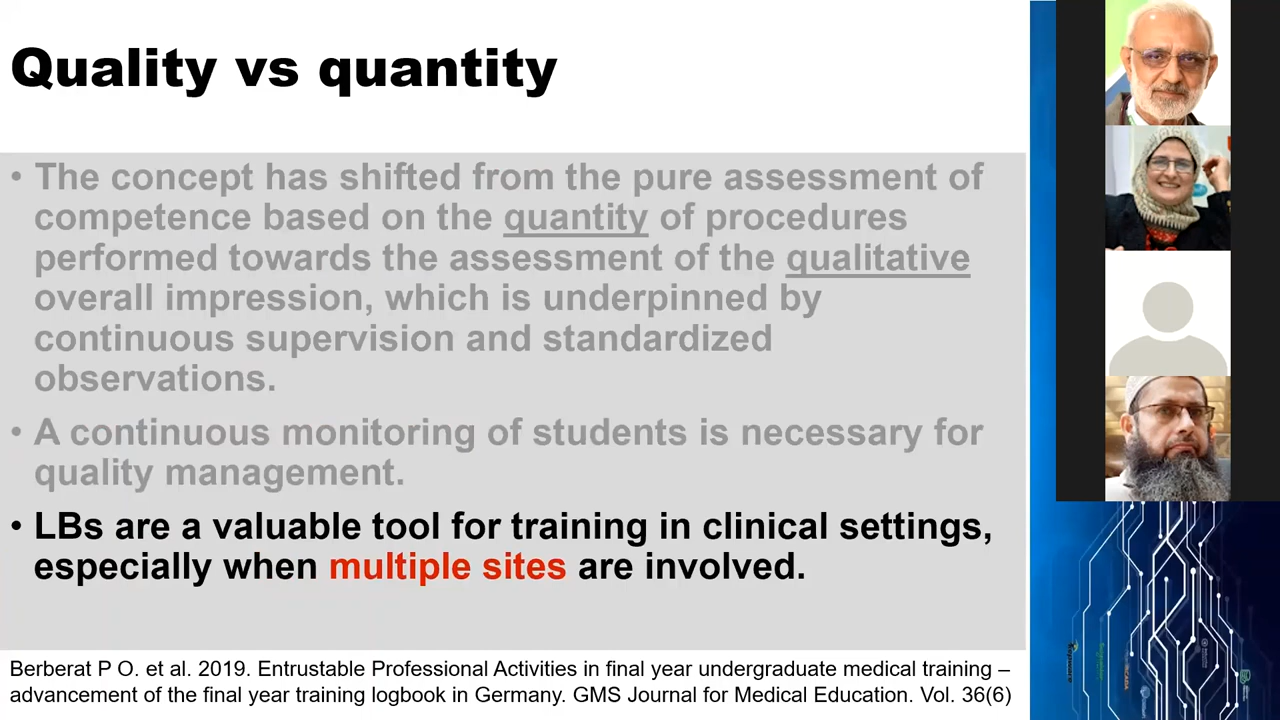 Quality vs quantity
• The concept has shifted from the pure assessment of
competence based on the quantity of procedures
performed towards the assessment of the qualitative
overall impression, which is underpinned by
continuous supervision and standardized
observations.
• A continuous monitoring of students is necessary for
quality management.
• LBs are a valuable tool for training in clinical settings,
especially when multiple sites are involved.
Berberat P O. et al. 2019. Entrustable Professional Activities in final year undergraduate medical training –
advancement of the final year training logbook in Germany. GMS Journal for Medical Education. Vol. 36(6)